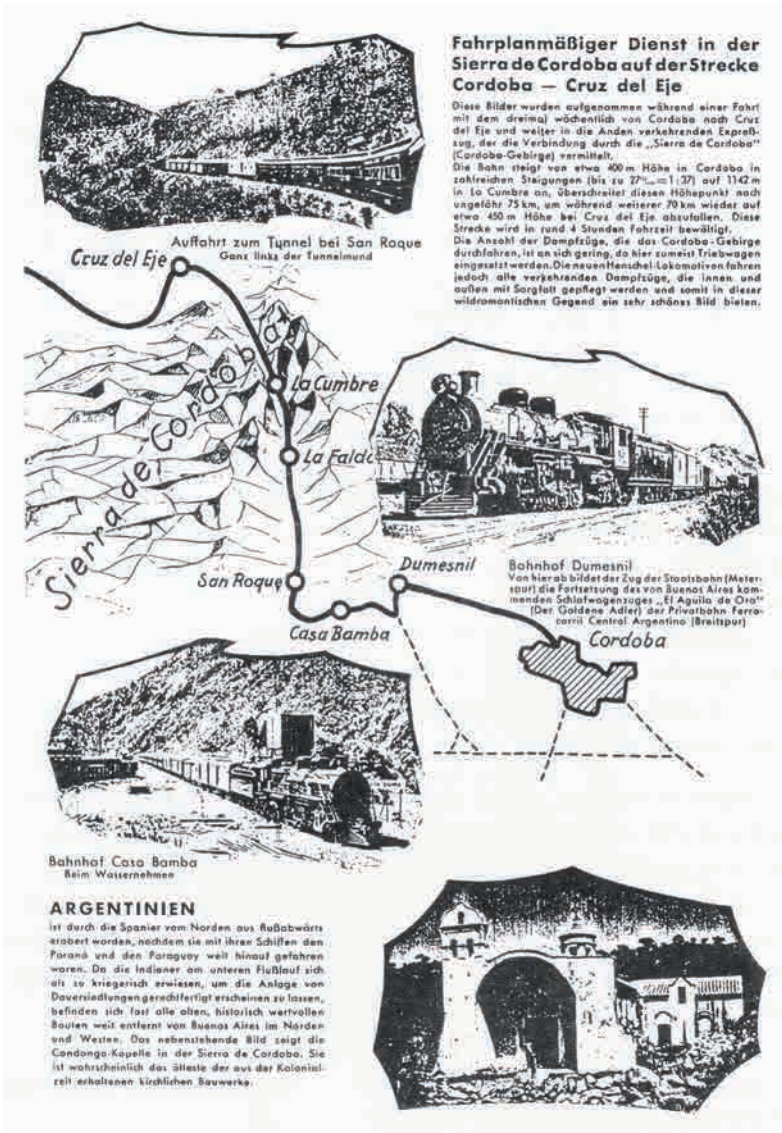 Fahrplanmäßiger Dienst in der
Sierra de Cordoba auf der Strecke
Cordoba — Cruz del Eje
Diese Bilder wurden aufgenommen während einer Fahrt
mit dem dreimal wöchentlich von Cordoba nach Cruz
del Eje und weiter in die Anden verkehrenden Expreß-
zug, der die Verbindung durch die „Sierra de Cordoba"
(Cordoba-Gebirge) vermittelt.
Die Bahn steigt von etwa 400 m Höhe in Cordoba in
zahlreichen Steigungen (bis zu 27‰ = 1:37) auf 1142 m
in La Cumbre an, überschreitet diesen Höhepunkt nach
ungefähr 75 km, um während weiterer 70 km wieder auf
etwa 450 m Höhe bei Cruz del Eje abzufallen. Diese
Strecke wird in rund 4 Stunden Fahrzeit bewältigt.
Die Anzahl der Dampfzüge, die das Cordoba-Gebirge
durchfahren, ist an sich gering, da hier zumeist Triebwagen
eingesetzt werden. Die neuen Henschel-Lokomotiven fahren
jedoch alle verkehrenden Dampfzüge, die innen und
außen mit Sorgfalt gepflegt werden und somit in dieser
wildromantischen Gegend ein sehr schönes Bild bieten.
Auffahrt zum Tunnel bei San Roque
Ganz links der Tunnelmund
Cruz del Eje
Sierra de Cordoba
La Cumbre
La Falda
San Roque
Casa Bamba
Dumesnil
Cordoba
Bahnhof Dumesnil
Von hier ab bildet der Zug der Staatsbahn (Meter-
spur) die Fortsetzung des von Buenos Aires kom-
menden Schlafwagenzuges „El Aguila de Oro"
(Der Goldene Adler) der Privatbahn Ferro-
carril Central Argentino (Breitspur)
Bahnhof Casa Bamba
Beim Wassernehmen
ARGENTINIEN
ist durch die Spanier vom Norden aus flußabwärts
erobert worden, nachdem sie mit ihren Schiffen den
Paraná und den Paraguay weit hinauf gefahren
waren. Da die Indianer am unteren Flußlauf sich
als zu kriegerisch erwiesen, um die Anlage von
Dauersiedlungen gerechtfertigt erscheinen zu lassen,
befinden sich fast alle alten, historisch wertvollen
Bauten weit entfernt von Buenos Aires im Norden
und Westen. Das nebenstehende Bild zeigt die
Candonga-Kapelle in der Sierra de Cordoba. Sie
ist wahrscheinlich das älteste der aus der Kolonial-
zeit erhaltenen kirchlichen Bauwerke.